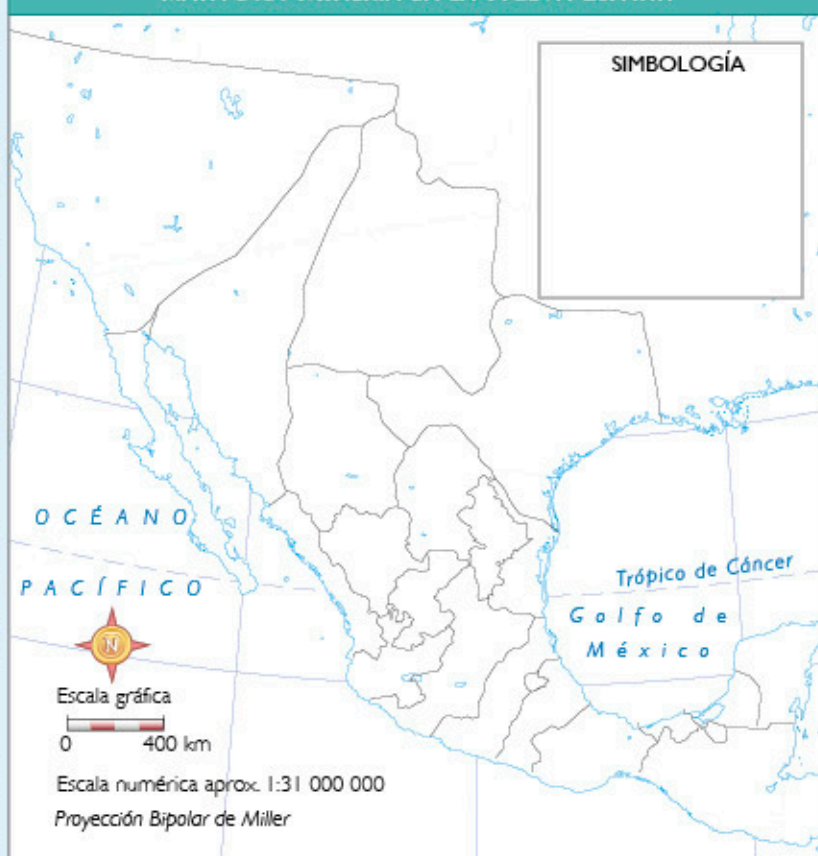 SIMBOLOGÍA
OCÉANO
PACÍFICO
Trópico de Cáncer
Golfo de
México
N
Escala gráfica
0 400 km
Escala numérica aprox. 1:31 000 000
Proyección Bipolar de Miller